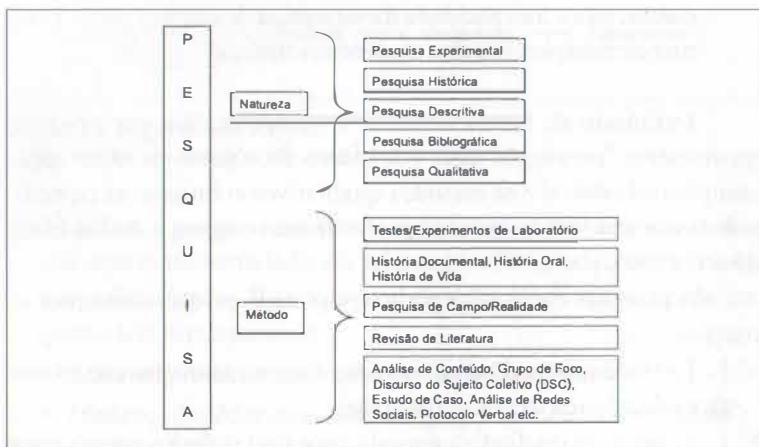 PESQUISA
Natureza
Pesquisa Experimental
Pesquisa Histórica
Pesquisa Descritiva
Pesquisa Bibliográfica
Pesquisa Qualitativa
Método
Testes/Experimentos de Laboratório
História Documental, História Oral,
História de Vida
Pesquisa de Campo/Realidade
Revisão de Literatura
Análise de Conteúdo, Grupo de Foco,
Discurso do Sujeito Coletivo (DSC),
Estudo de Caso, Análise de Redes
Sociais, Protocolo Verbal etc.